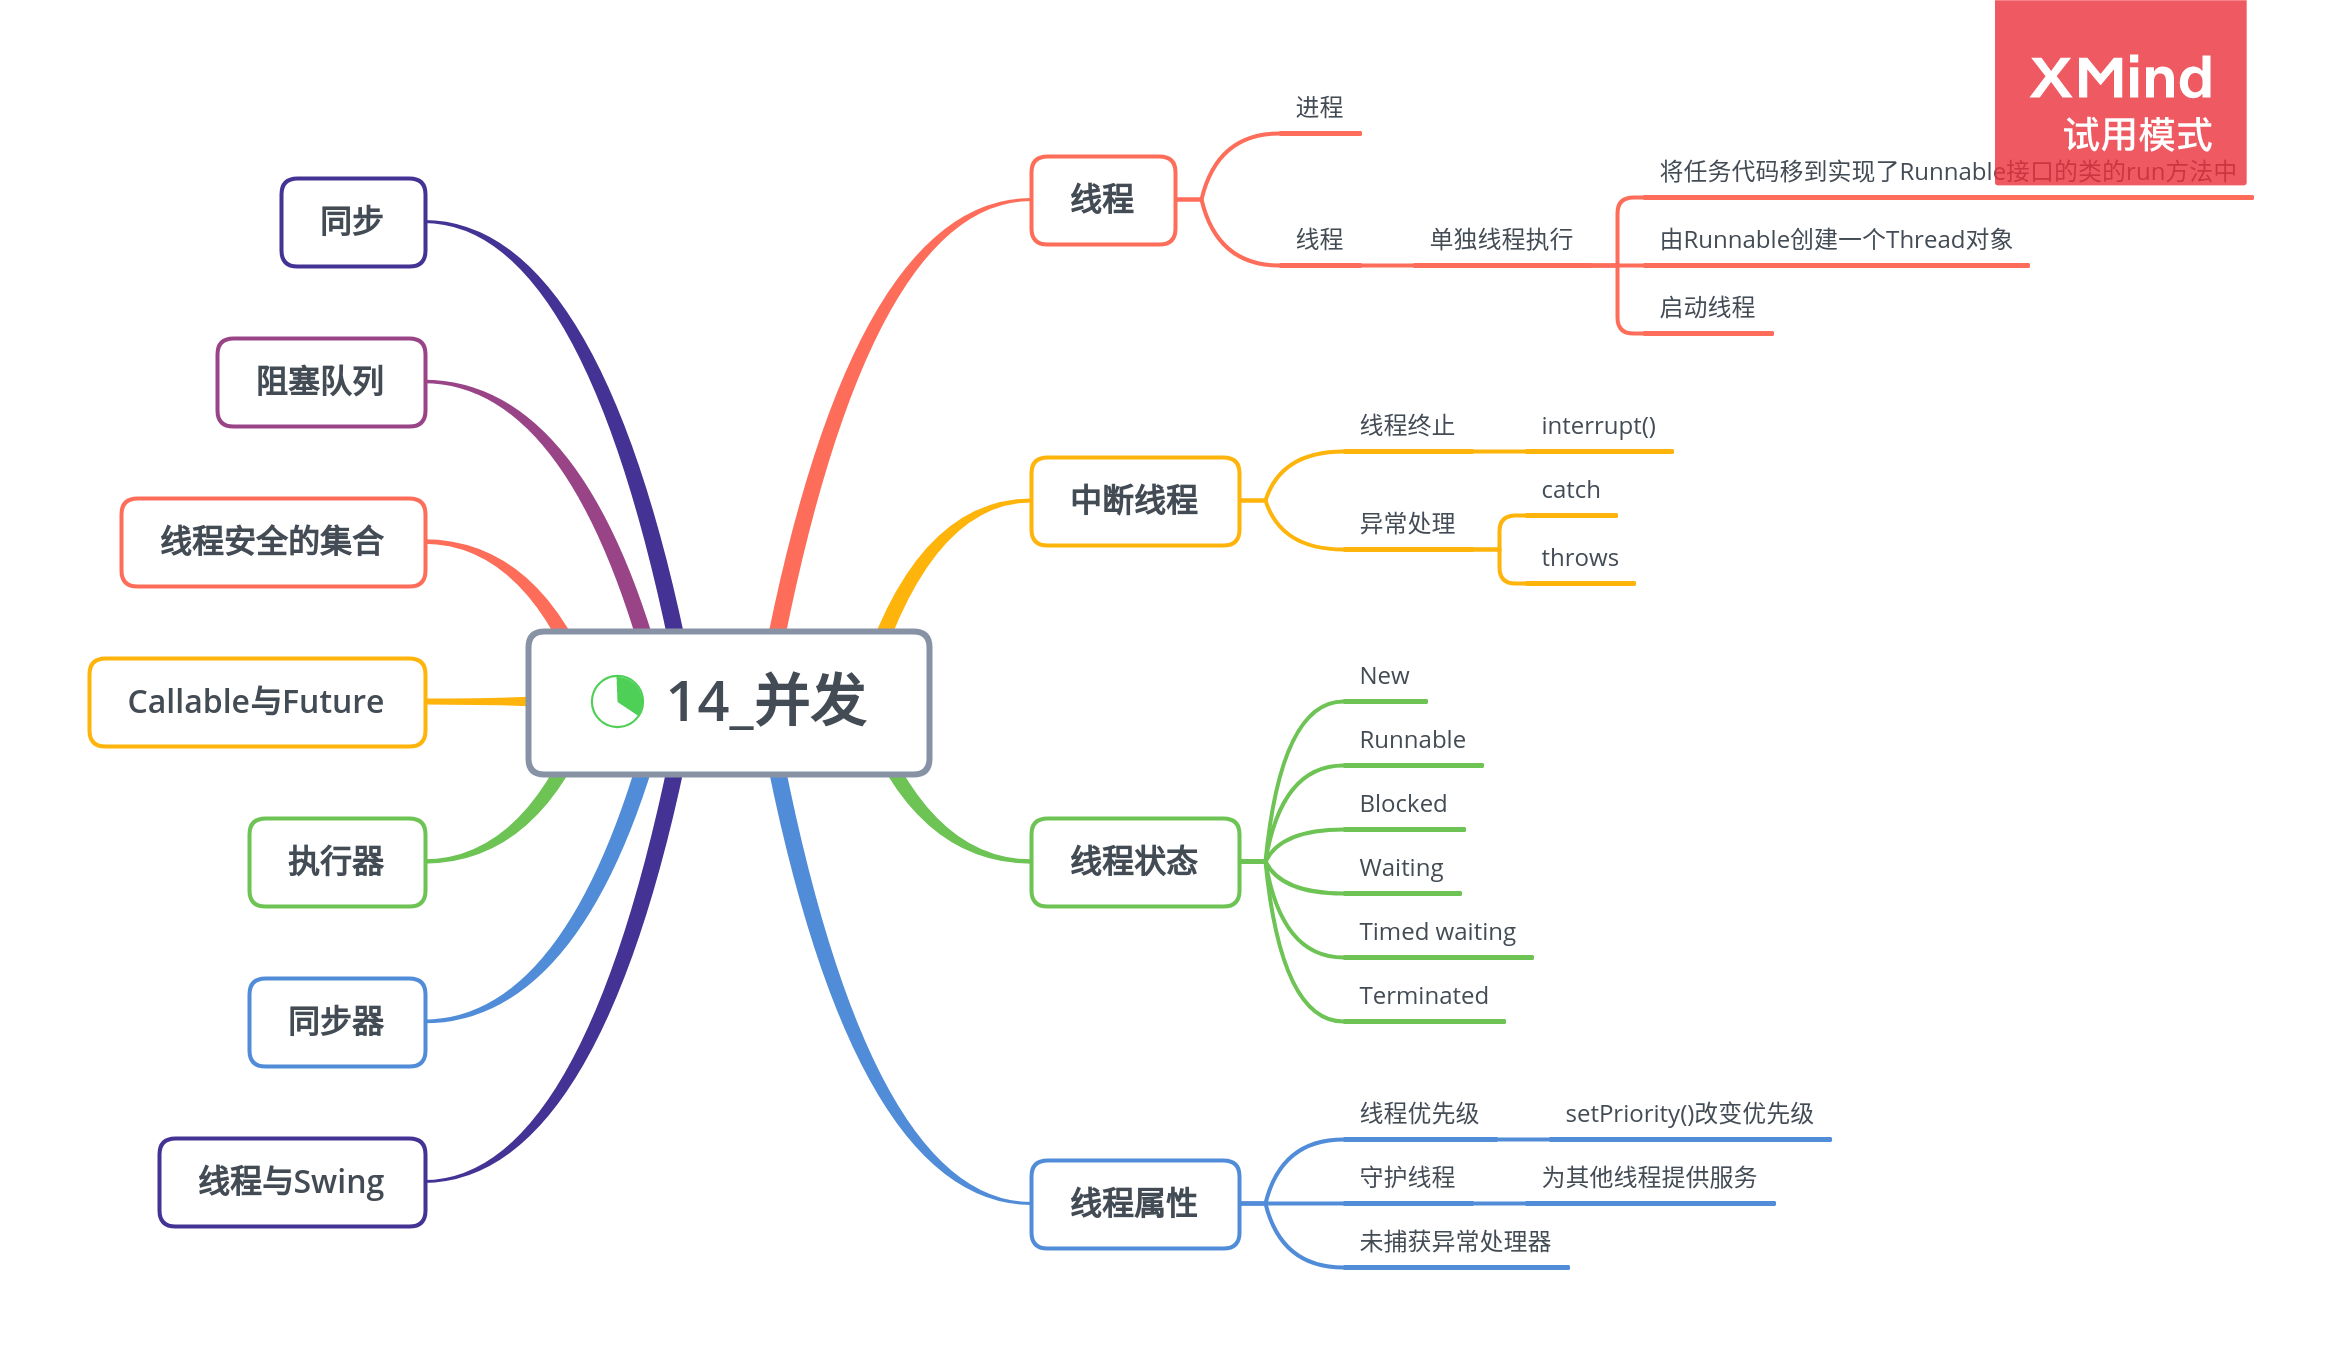 XMind
试用模式
14_并发
线程
进程
线程
单独线程执行
将任务代码移到实现了Runnable接口的类的run方法中
由Runnable创建一个Thread对象
启动线程
中断线程
线程终止
interrupt()
异常处理
catch
throws
线程状态
New
Runnable
Blocked
Waiting
Timed waiting
Terminated
线程属性
线程优先级
setPriority()改变优先级
守护线程
为其他线程提供服务
未捕获异常处理器
同步
阻塞队列
线程安全的集合
Callable与Future
执行器
同步器
线程与Swing